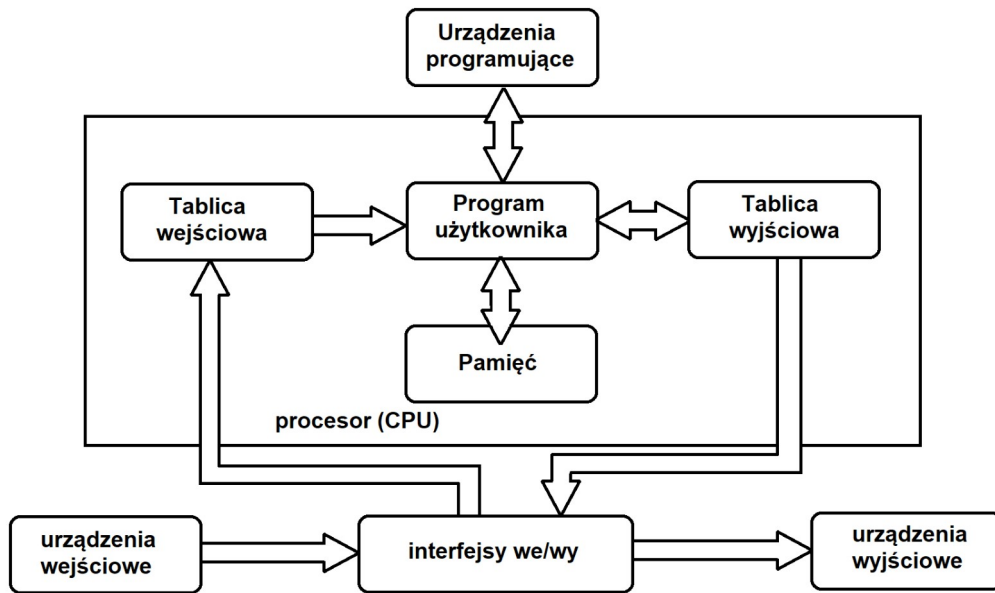 Urządzenia
programujące
Tablica
wejściowa
Program
użytkownika
Tablica
wyjściowa
Pamięć
procesor (CPU)
urządzenia
wejściowe
interfejsy we/wy
urządzenia
wyjściowe